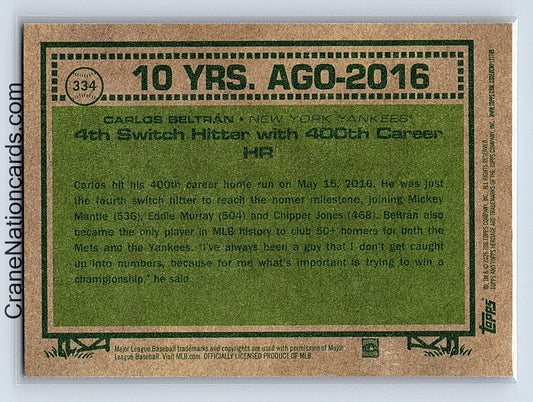 334
10 YRS. AGO-2016
CARLOS BELTRÁN • NEW YORK YANKEES
4th Switch Hitter with 400th Career
HR
Carlos hit his 400th career home run on May 15, 2016. He was just
the fourth switch hitter to reach the homer milestone, joining Mickey
Mantle (536), Eddie Murray (504) and Chipper Jones (468). Beltrán also
became the only player in MLB history to club 50+ homers for both the
Mets and the Yankees. "I've always been a guy that I don't get caught
up into numbers, because for me what's important is trying to win a
championship," he said.
Major League Baseball trademarks and copyrights are used with permission of Major
League Baseball. Visit MLB.com. OFFICIALLY LICENSED PRODUCT OF MLB.
topps
CraneNationcards.com